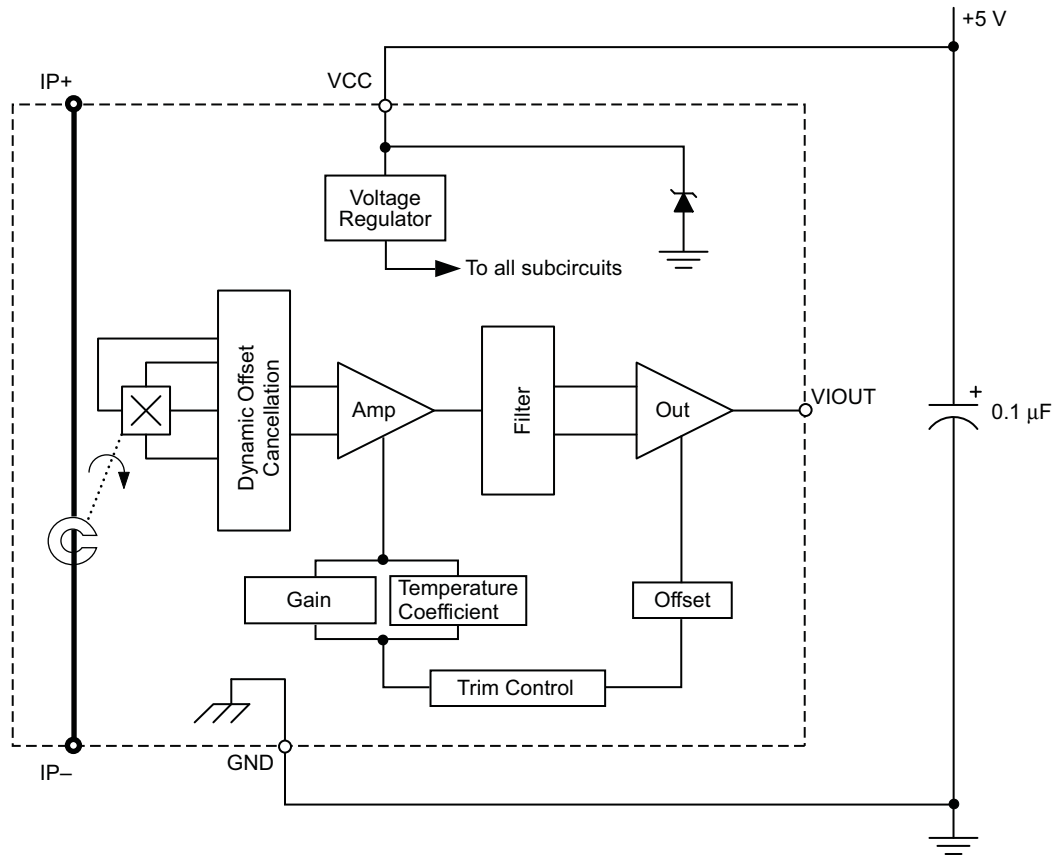 +5 V
IP+
VCC
Voltage
Regulator
To all subcircuits
Dynamic Offset
Cancellation
Amp
Filter
Out
VIOUT
+
0.1 µF
Gain
Temperature
Coefficient
Offset
Trim Control
GND
IP–